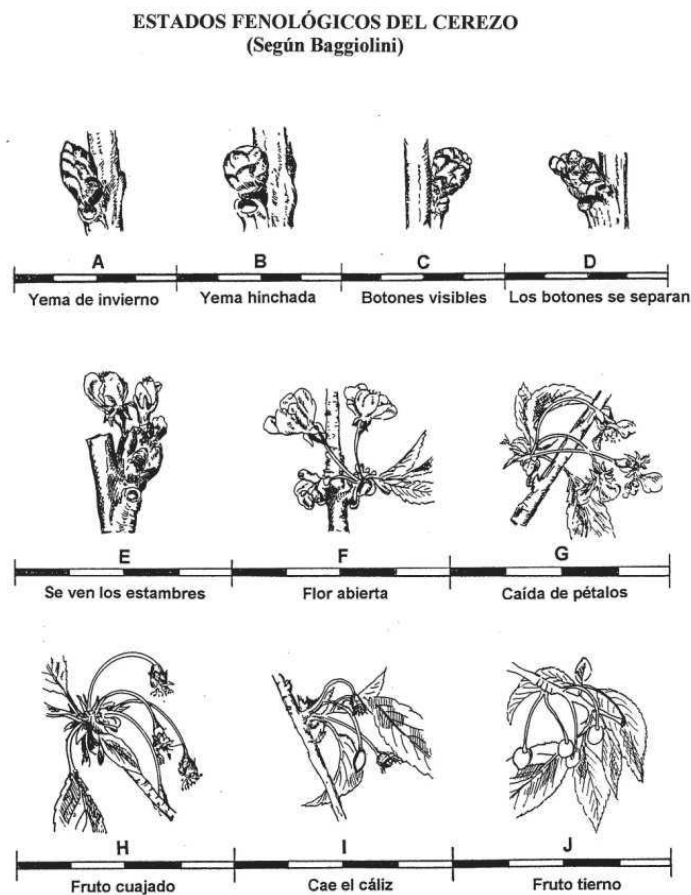 ESTADOS FENOLÓGICOS DEL CEREZO
(Según Baggiolini)
A B C D
Yema de invierno Yema hinchada Botones visibles Los botones se separan
E F G
Se ven los estambres Flor abierta Caída de pétalos
H I J
Fruto cuajado Cae el cáliz Fruto tierno